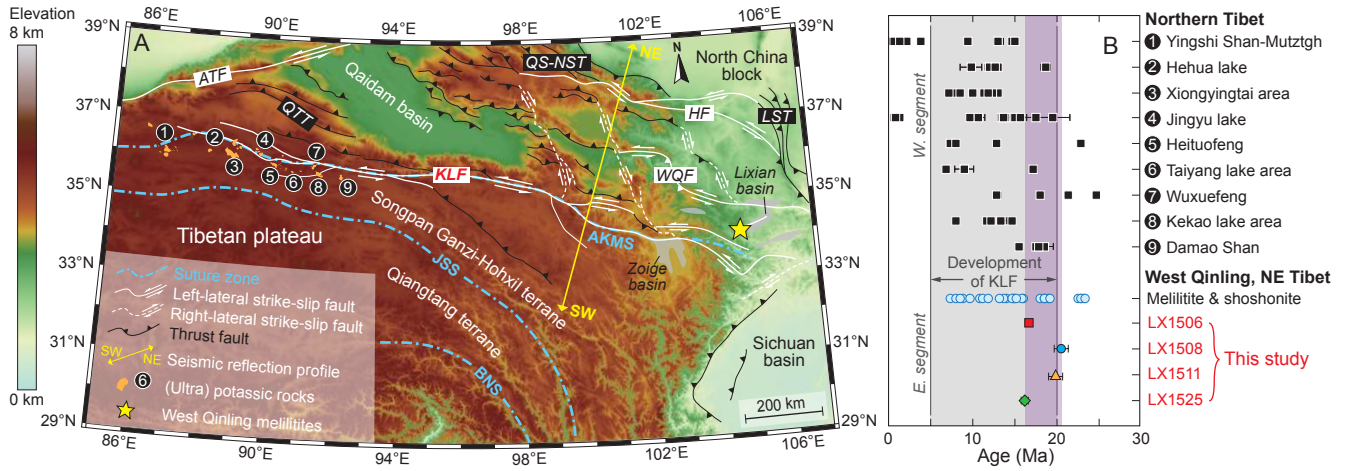 Elevation
8 km
0 km
86°E
90°E
94°E
98°E
102°E
106°E
39°N
39°N
A
N
NE
North China
block
QS-NST
ATF
Qaidam basin
37°N
37°N
HF
LST
QTT
1
2
4
7
3
5
6
8
9
KLF
WQF
Lixian
basin
35°N
35°N
Songpan Ganzi-Hohxil terrane
AKMS
Tibetan plateau
JSS
Zoige
basin
33°N
33°N
Qiangtang terrane
SW
Suture zone
Left-lateral strike-slip fault
Right-lateral strike-slip fault
Thrust fault
SW NE Seismic reflection profile
6 (Ultra) potassic rocks
West Qinling melilitites
31°N
31°N
Sichuan
basin
BNS
200 km
29°N
29°N
86°E
90°E
94°E
98°E
102°E
106°E
B
W. segment
Development
of KLF
E. segment
0
10
20
30
Age (Ma)
Northern Tibet
1 Yingshi Shan-Mutztgh
2 Hehua lake
3 Xiongyingtai area
4 Jingyu lake
5 Heituofeng
6 Taiyang lake area
7 Wuxuefeng
8 Kekao lake area
9 Damao Shan
West Qinling, NE Tibet
Melilitite & shoshonite
LX1506
LX1508
LX1511
LX1525
This study